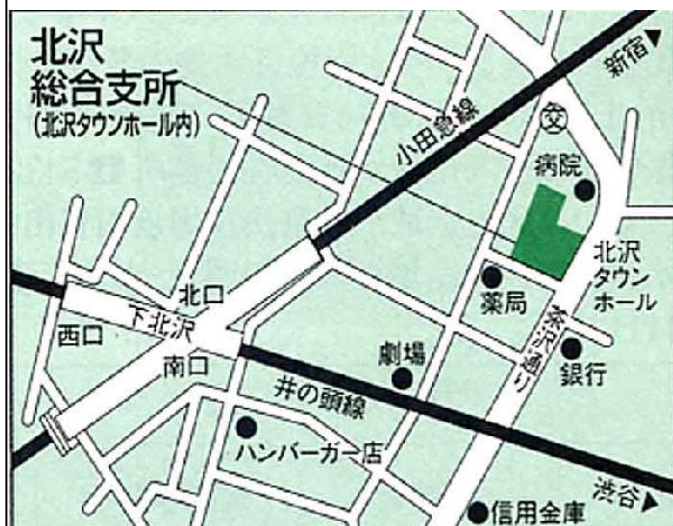 北沢
総合支所
(北沢タウンホール内)
新宿▶
小田急線
交
病院
北沢
タウン
ホール
薬局
茶沢通り
銀行
北口
下北沢
西口
南口
劇場
井の頭線
ハンバーガー店
渋谷▶
信用金庫